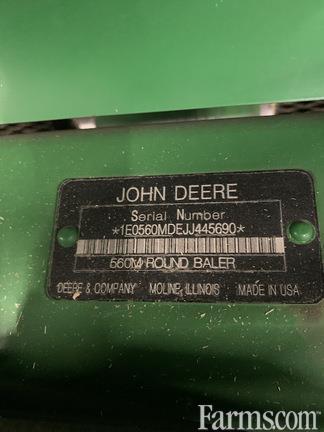 JOHN DEERE
Serial Number
*1E0560MDEJJ445690*
560M ROUND BALER
DEERE & COMPANY MOLINE, ILLINOIS MADE IN USA
Farms.com